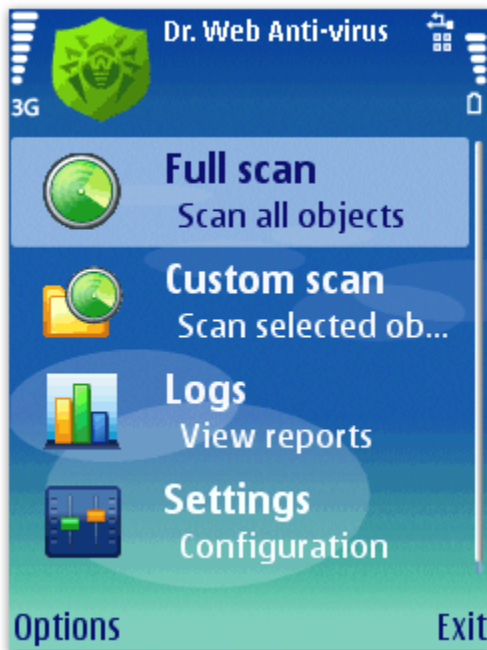 Dr. Web Anti-virus
3G
Full scan
Scan all objects
Custom scan
Scan selected ob...
Logs
View reports
Settings
Configuration
Options
Exit